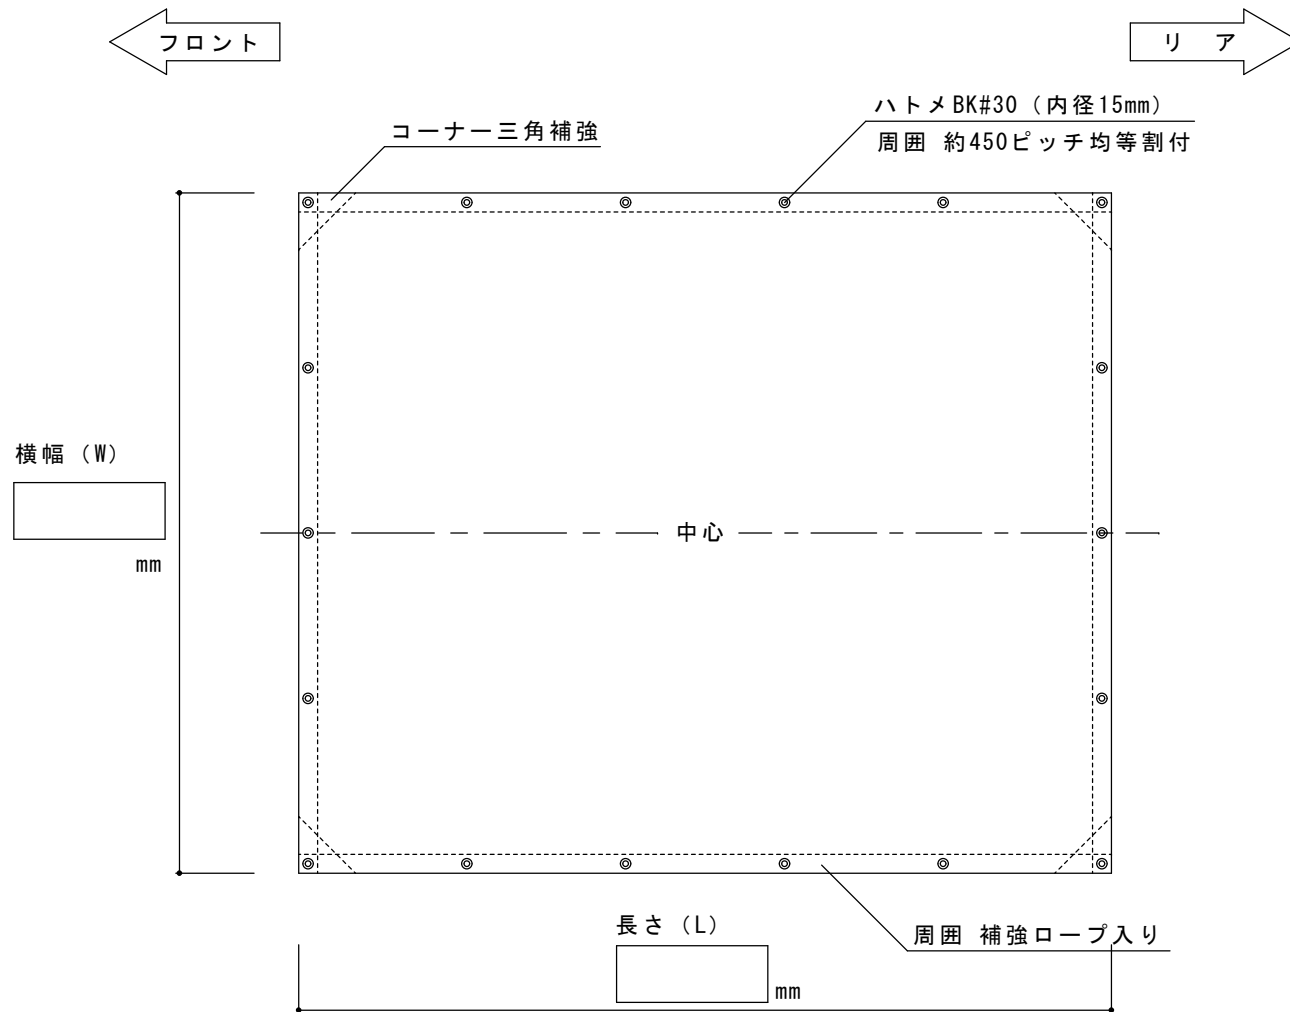 フロント
リ ア
ハトメBK#30（内径15mm）
周囲 約450ピッチ均等割付
コーナー三角補強
横幅（W）
mm
中心
長さ（L）
mm
周囲 補強ロープ入り